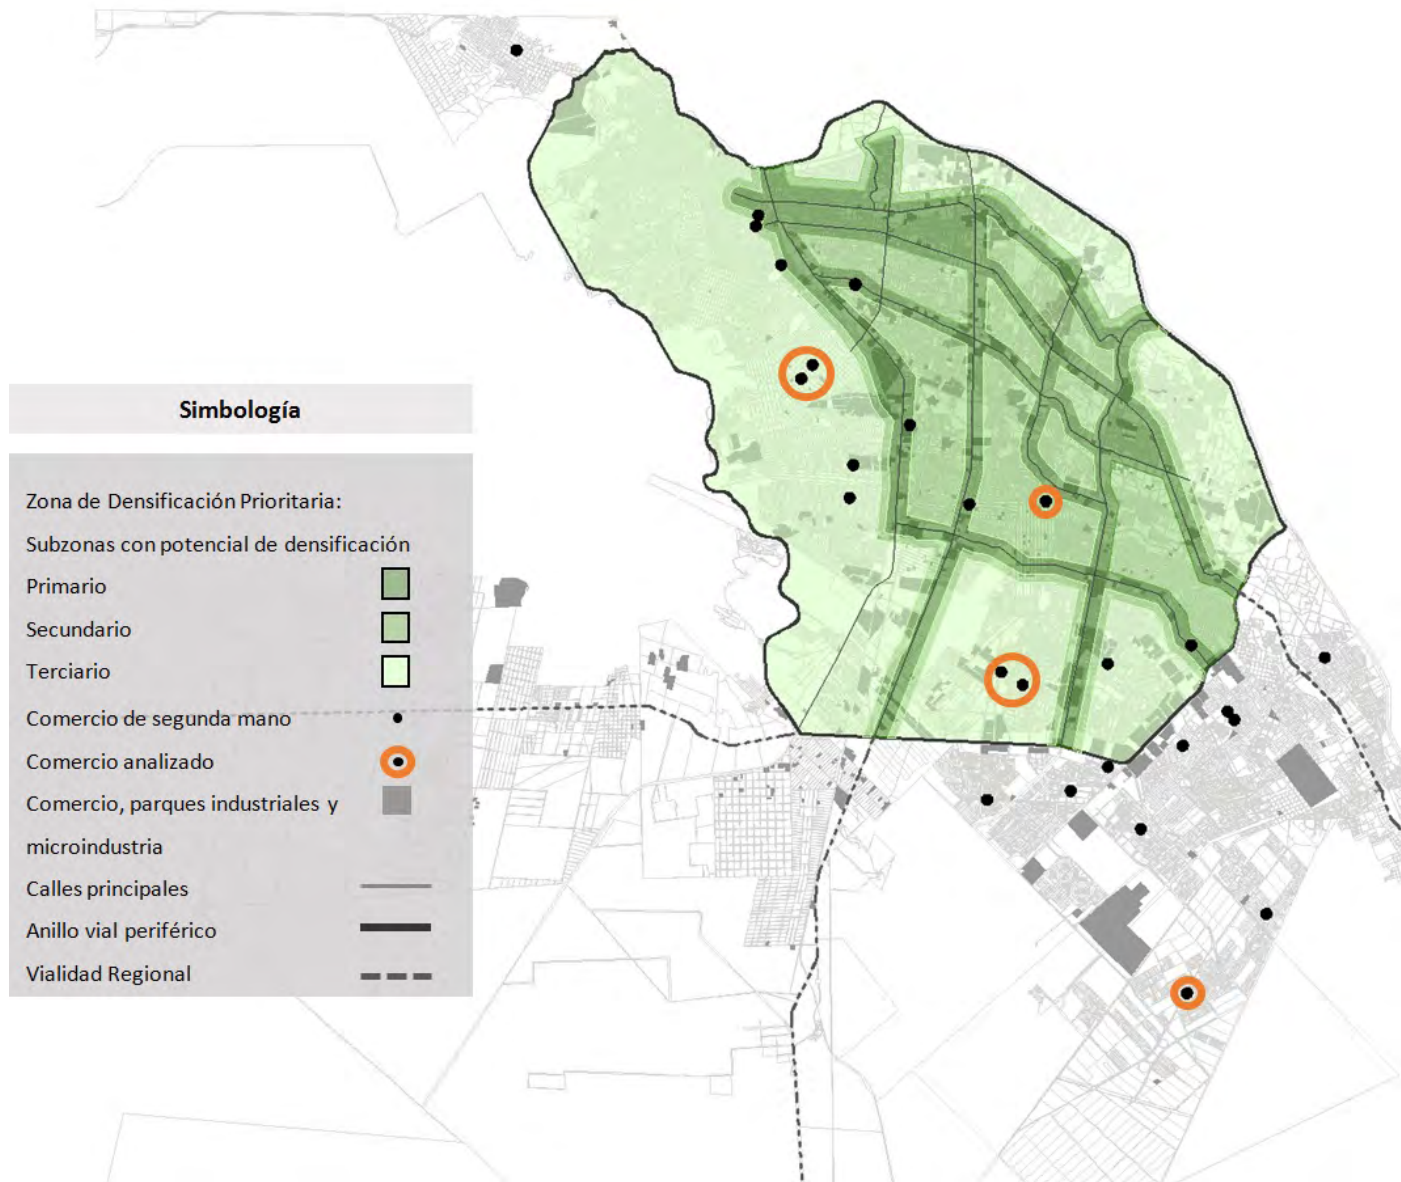 Simbología
Zona de Densificación Prioritaria:
Subzonas con potencial de densificación
Primario
Secundario
Terciario
Comercio de segunda mano
Comercio analizado
Comercio, parques industriales y
microindustria
Calles principales
Anillo vial periférico
Vialidad Regional